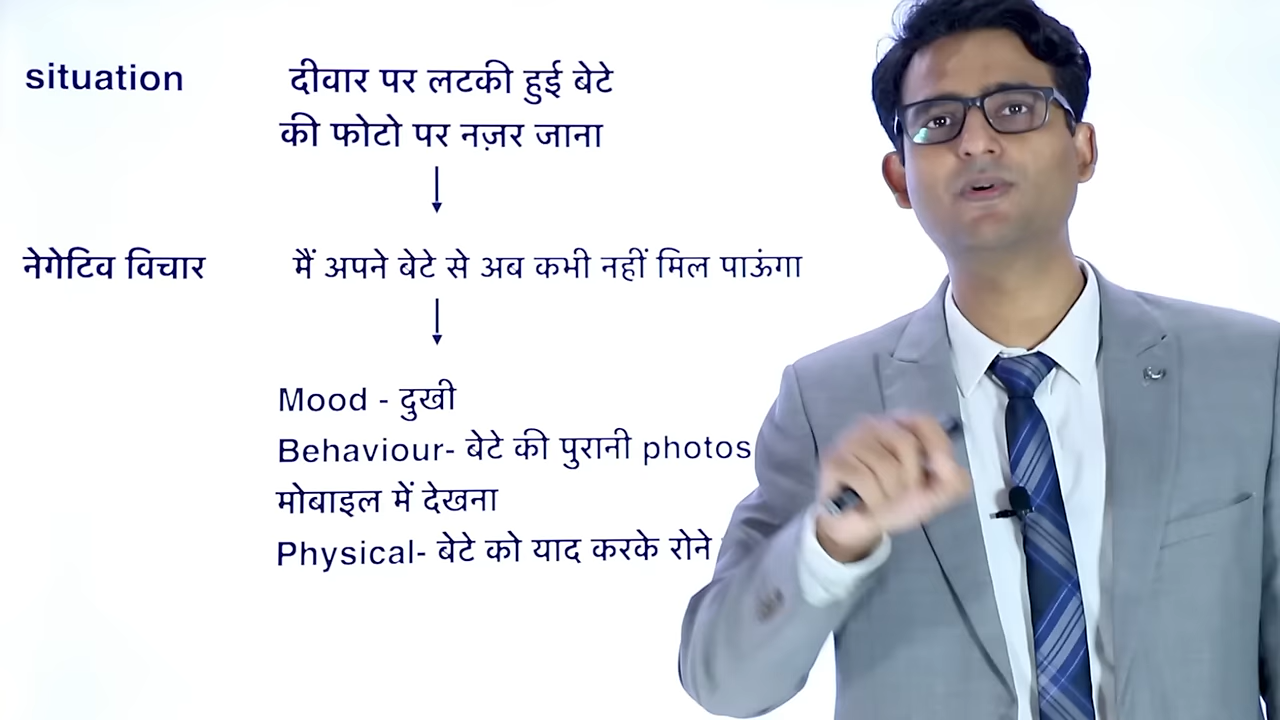 situation दीवार पर लटकी हुई बेटे
की फोटो पर नज़र जाना
नेगेटिव विचार मैं अपने बेटे से अब कभी नहीं मिल पाऊंगा
Mood - दुखी
Behaviour- बेटे की पुरानी photos
मोबाइल में देखना
Physical- बेटे को याद करके रोने